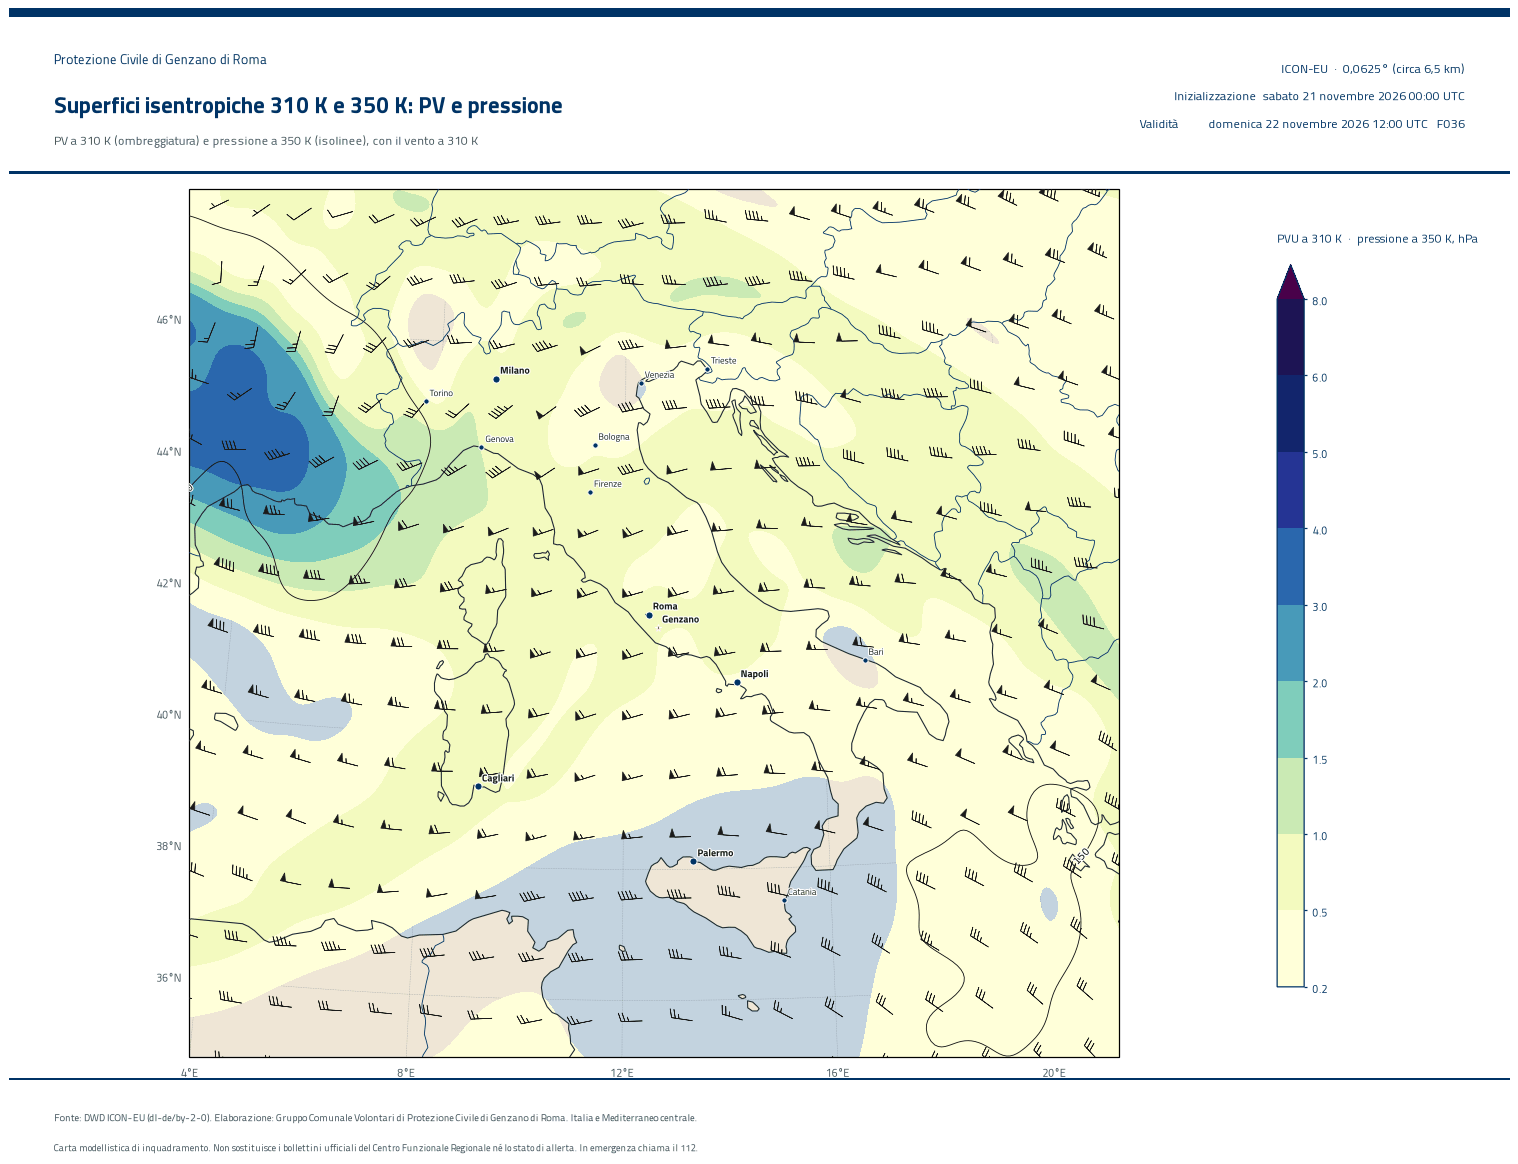 Protezione Civile di Genzano di Roma
Superfici isentropiche 310 K e 350 K: PV e pressione
PV a 310 K (ombreggiatura) e pressione a 350 K (isolinee), con il vento a 310 K
ICON-EU · 0,0625° (circa 6,5 km)
Inizializzazione sabato 21 novembre 2026 00:00 UTC
Validità domenica 22 novembre 2026 12:00 UTC F036
PVU a 310 K · pressione a 350 K, hPa
8.0
6.0
5.0
4.0
3.0
2.0
1.5
1.0
0.5
0.2
46°N
44°N
42°N
40°N
38°N
36°N
4°E
8°E
12°E
16°E
20°E
Trieste
Milano
Venezia
Torino
Genova
Bologna
Firenze
Roma
Genzano
Bari
Napoli
Cagliari
Palermo
150
Catania
Fonte: DWD ICON-EU (dl-de/by-2-0). Elaborazione: Gruppo Comunale Volontari di Protezione Civile di Genzano di Roma. Italia e Mediterraneo centrale.
Carta modellistica di inquadramento. Non sostituisce i bollettini ufficiali del Centro Funzionale Regionale né lo stato di allerta. In emergenza chiama il 112.